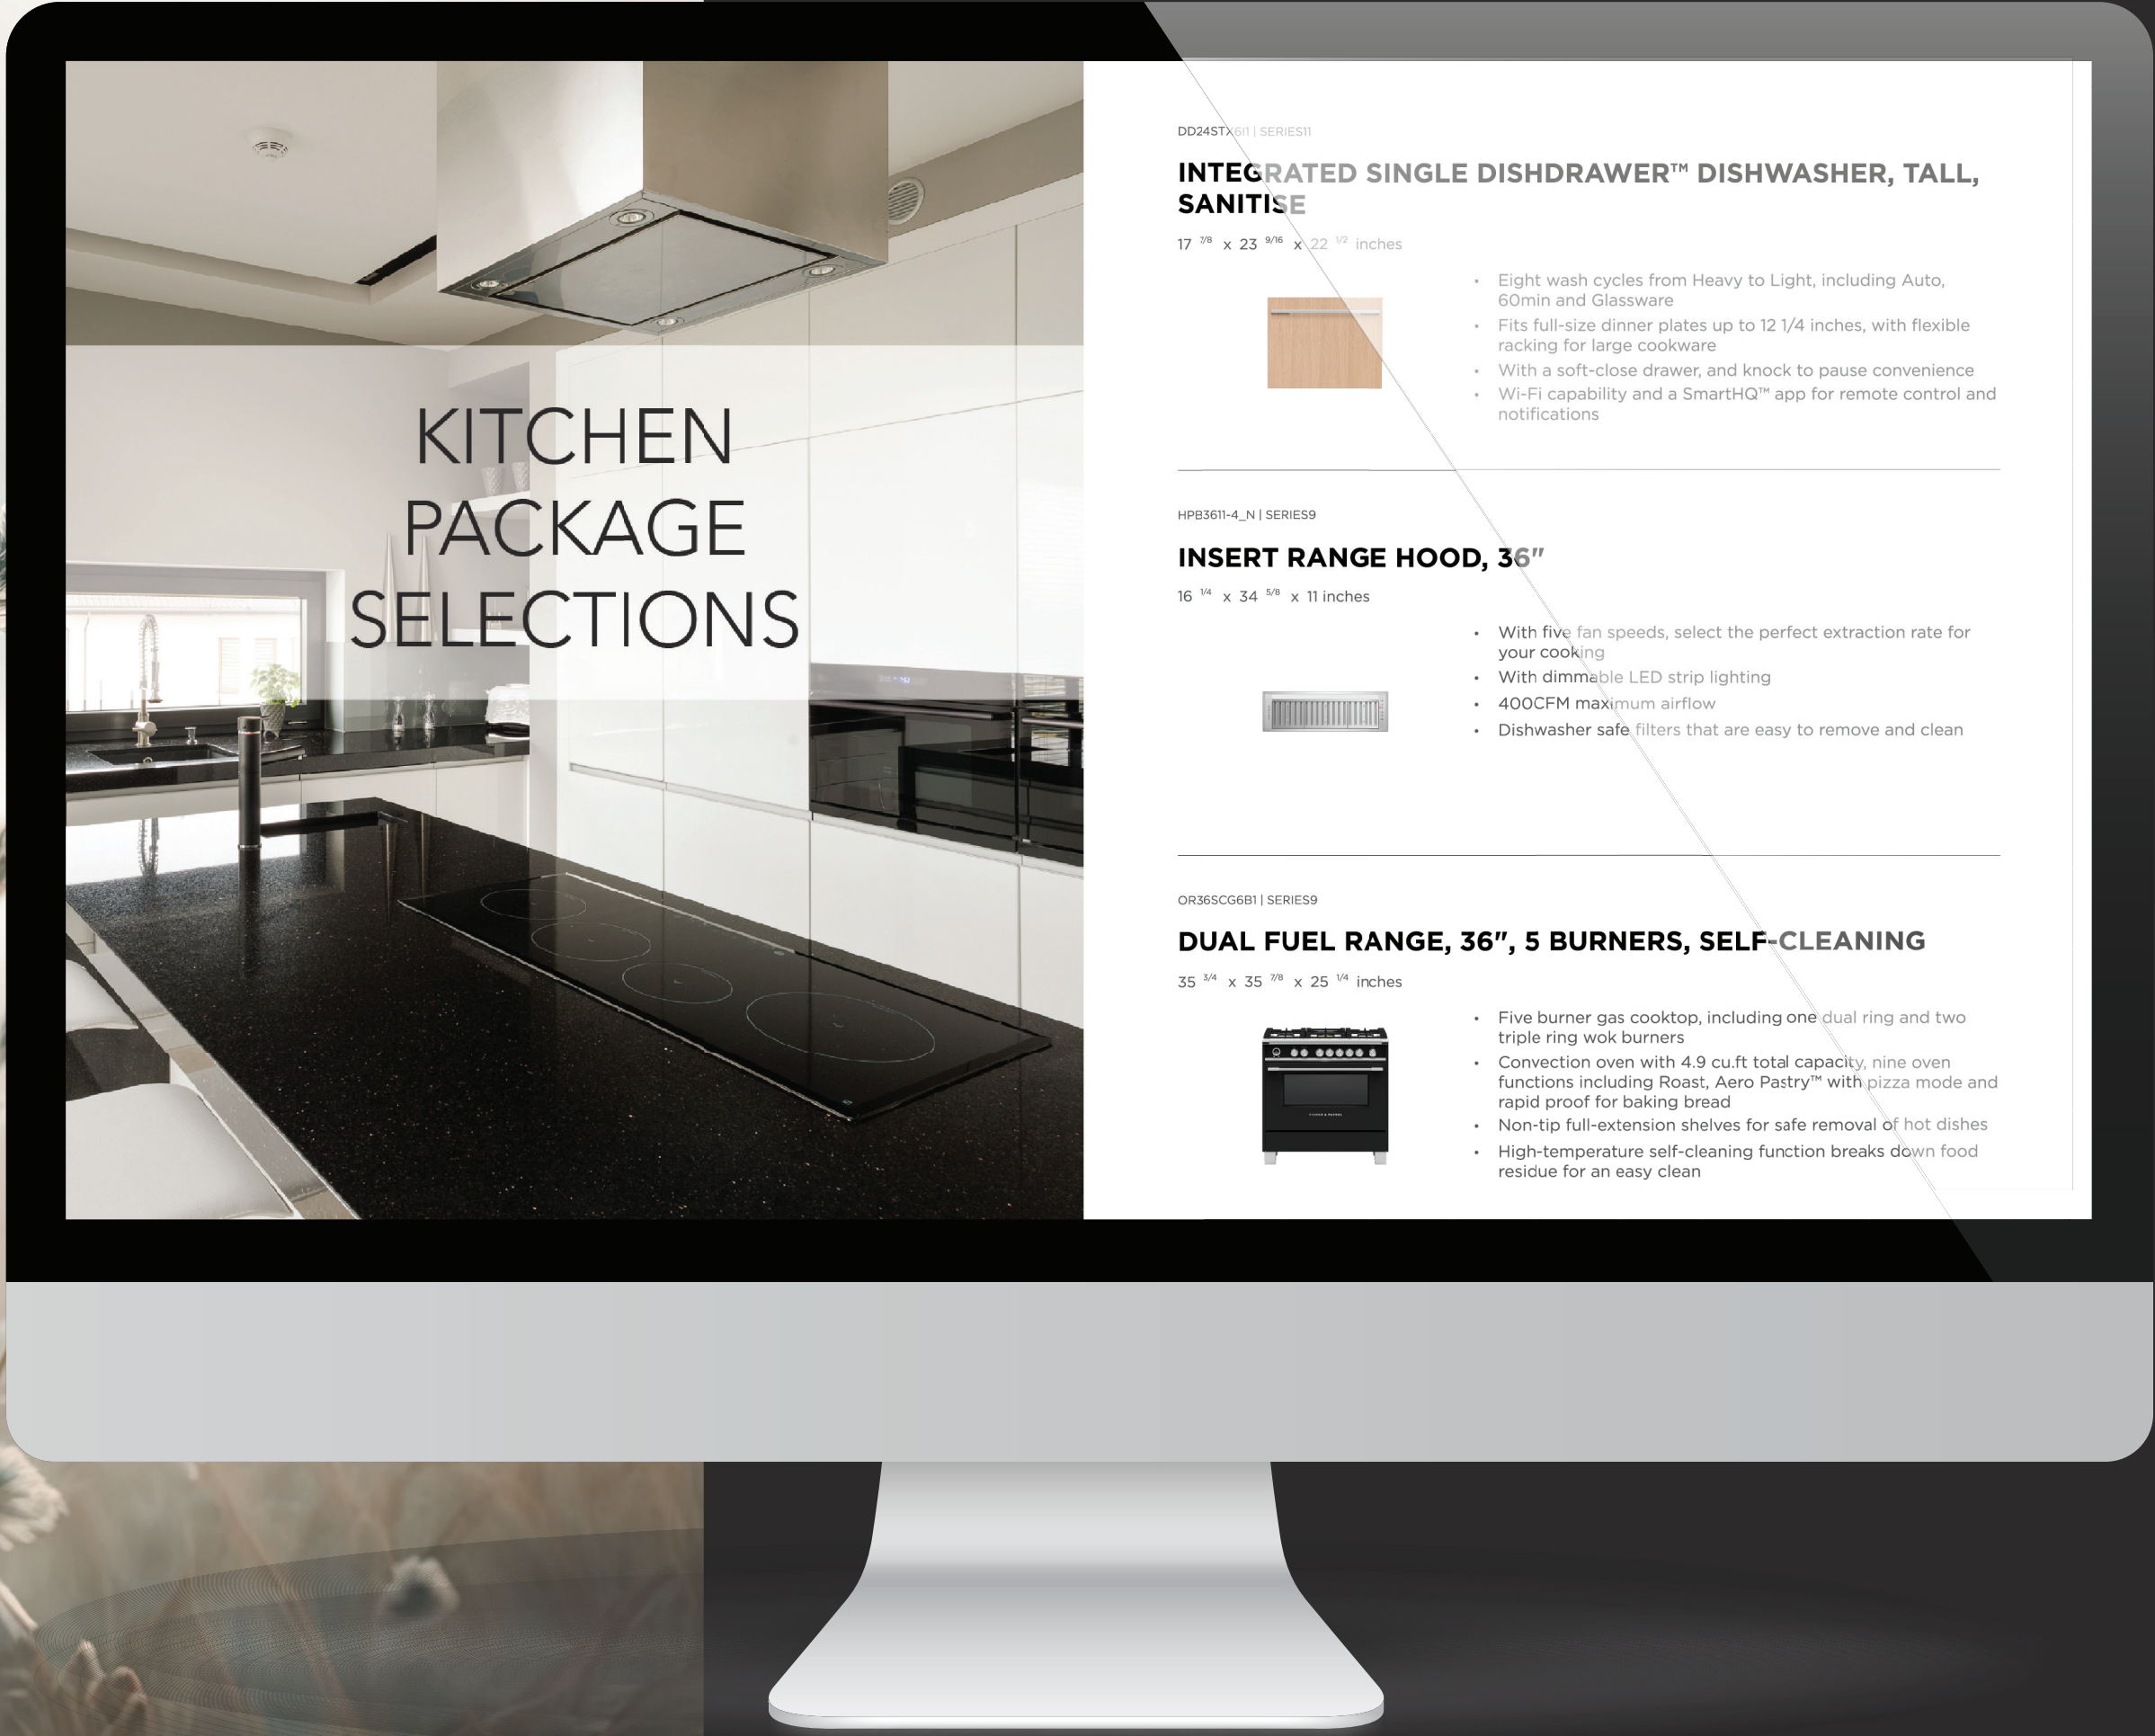 KITCHEN
PACKAGE
SELECTIONS
DD24STX6I1 | SERIES11
INTEGRATED SINGLE DISHDRAWER™ DISHWASHER, TALL,
SANITISE
17 7/8 x 23 9/16 x 22 1/2 inches
• Eight wash cycles from Heavy to Light, including Auto,
60min and Glassware
• Fits full-size dinner plates up to 12 1/4 inches, with flexible
racking for large cookware
• With a soft-close drawer, and knock to pause convenience
• Wi-Fi capability and a SmartHQ™ app for remote control and
notifications
HPB3611-4_N | SERIES9
INSERT RANGE HOOD, 36"
16 1/4 x 34 5/8 x 11 inches
• With five fan speeds, select the perfect extraction rate for
your cooking
• With dimmable LED strip lighting
• 400CFM maximum airflow
• Dishwasher safe filters that are easy to remove and clean
OR36SCG6B1 | SERIES9
DUAL FUEL RANGE, 36", 5 BURNERS, SELF-CLEANING
35 3/4 x 35 7/8 x 25 1/4 inches
• Five burner gas cooktop, including one dual ring and two
triple ring wok burners
• Convection oven with 4.9 cu.ft total capacity, nine oven
functions including Roast, Aero Pastry™ with pizza mode and
rapid proof for baking bread
• Non-tip full-extension shelves for safe removal of hot dishes
• High-temperature self-cleaning function breaks down food
residue for an easy clean